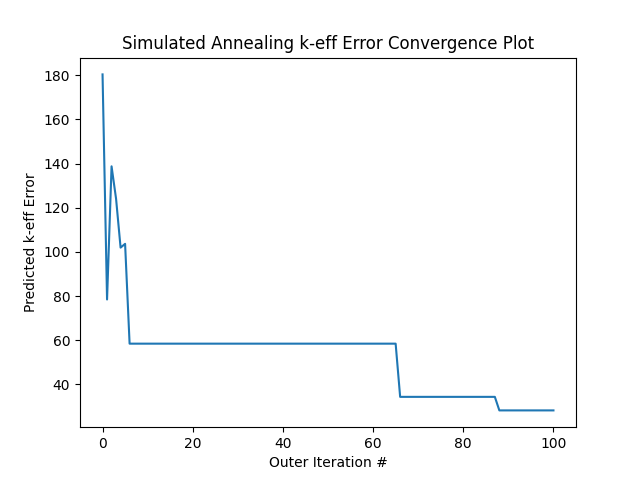 Simulated Annealing k-eff Error Convergence Plot
180
160
140
120
100
80
60
40
Predicted k-eff Error
0 20 40 60 80 100
Outer Iteration #